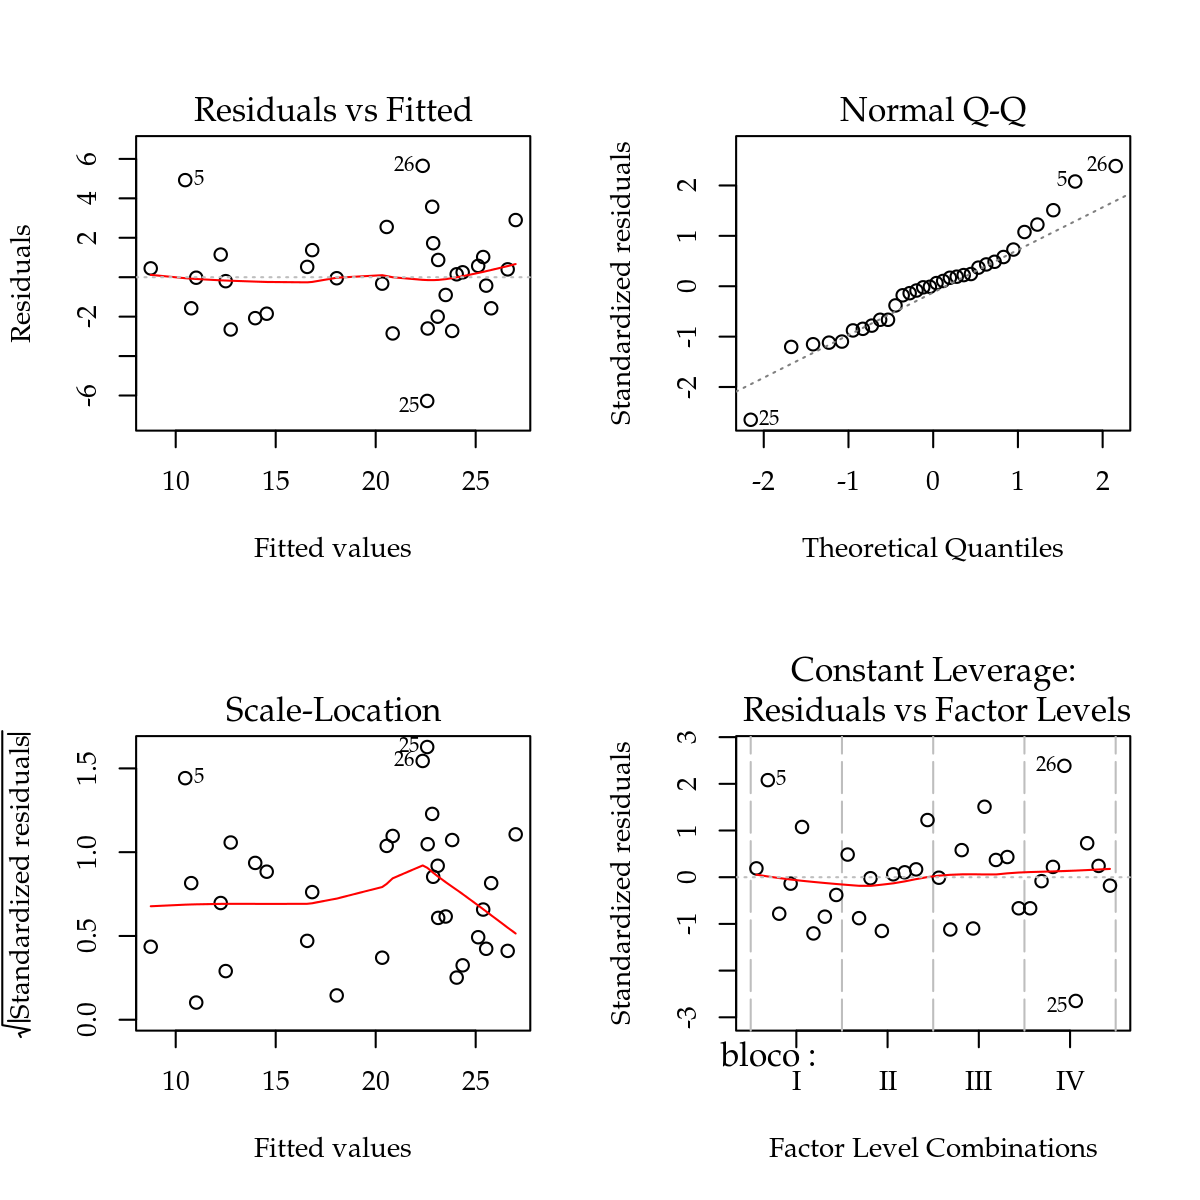 Residuals vs Fitted
Residuals
6
4
2
-2
-6
5
26
25
10 15 20 25
Fitted values
Normal Q-Q
Standardized residuals
2
1
0
-1
-2
5
26
25
-2 -1 0 1 2
Theoretical Quantiles
Scale-Location
√|Standardized residuals|
1.5
1.0
0.5
0.0
25
26
5
10 15 20 25
Fitted values
Constant Leverage:
Residuals vs Factor Levels
Standardized residuals
3
2
1
0
-1
-3
26
5
25
bloco :
I II III IV
Factor Level Combinations